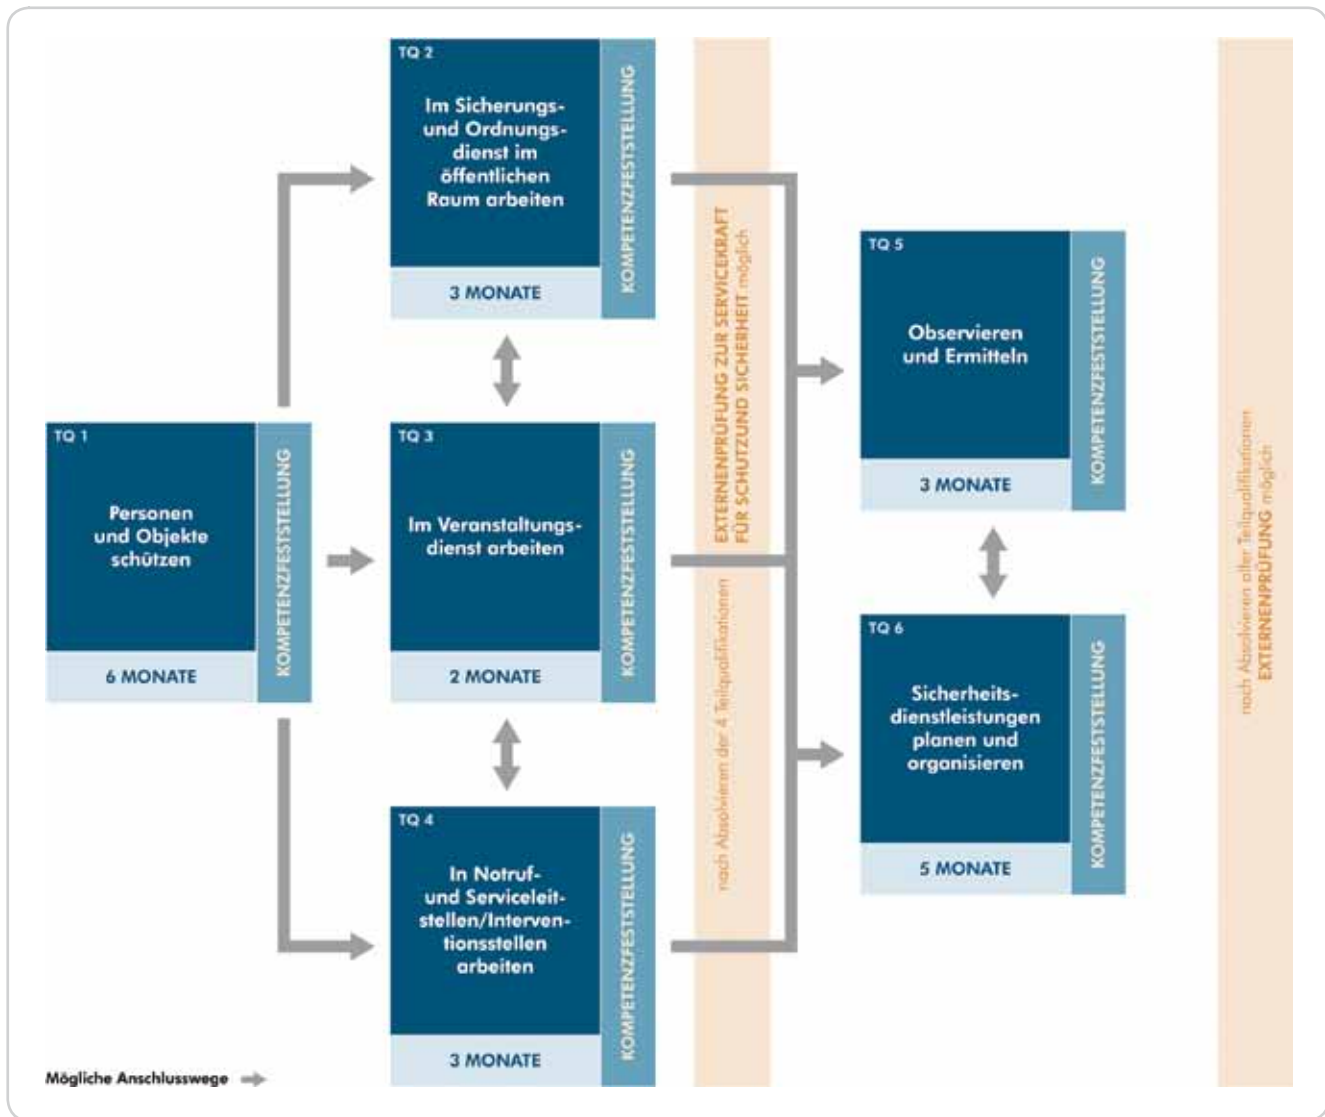 TQ 1
Personen
und Objekte
schützen
6 MONATE
KOMPETENZFESTSTELLUNG
TQ 2
Im Sicherungs-
und Ordnungs-
dienst im
öffentlichen
Raum arbeiten
3 MONATE
KOMPETENZFESTSTELLUNG
TQ 3
Im Veranstaltungs-
dienst arbeiten
2 MONATE
KOMPETENZFESTSTELLUNG
TQ 4
In Notruf-
und Serviceleit-
stellen/Interven-
tionsstellen
arbeiten
3 MONATE
KOMPETENZFESTSTELLUNG
nach Absolvieren der 4 Teilqualifikationen
EXTERNENPRÜFUNG ZUR SERVICEKRAFT
FÜR SCHUTZUND SICHERHEIT möglich
TQ 5
Observieren
und Ermitteln
3 MONATE
KOMPETENZFESTSTELLUNG
TQ 6
Sicherheits-
dienstleistungen
planen und
organisieren
5 MONATE
KOMPETENZFESTSTELLUNG
nach Absolvieren aller Teilqualifikationen
EXTERNENPRÜFUNG möglich
Mögliche Anschlusswege